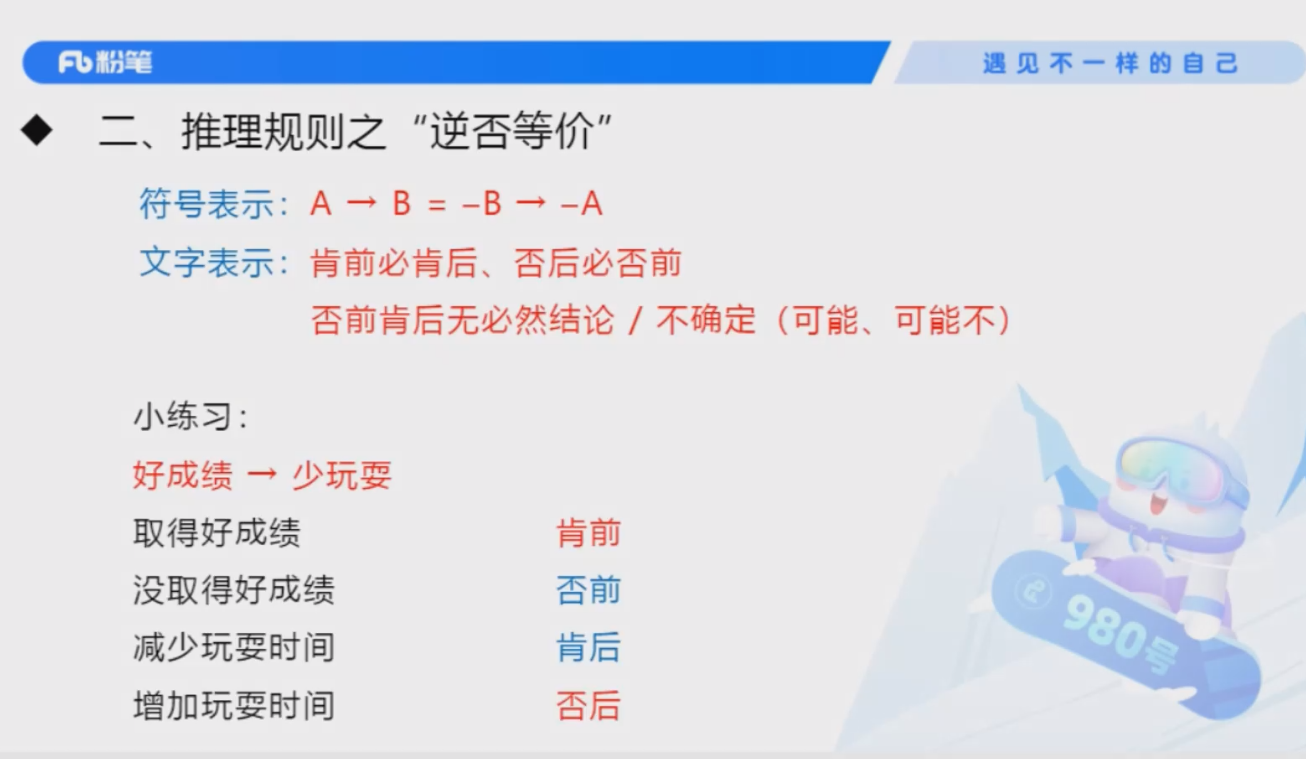 粉笔
遇见不一样的自己
◆ 二、推理规则之“逆否等价”
符号表示：A → B = –B → –A
文字表示：肯前必肯后、否后必否前
否前肯后无必然结论 / 不确定（可能、可能不）
小练习：
好成绩 → 少玩耍
取得好成绩 肯前
没取得好成绩 否前
减少玩耍时间 肯后
增加玩耍时间 否后
980号